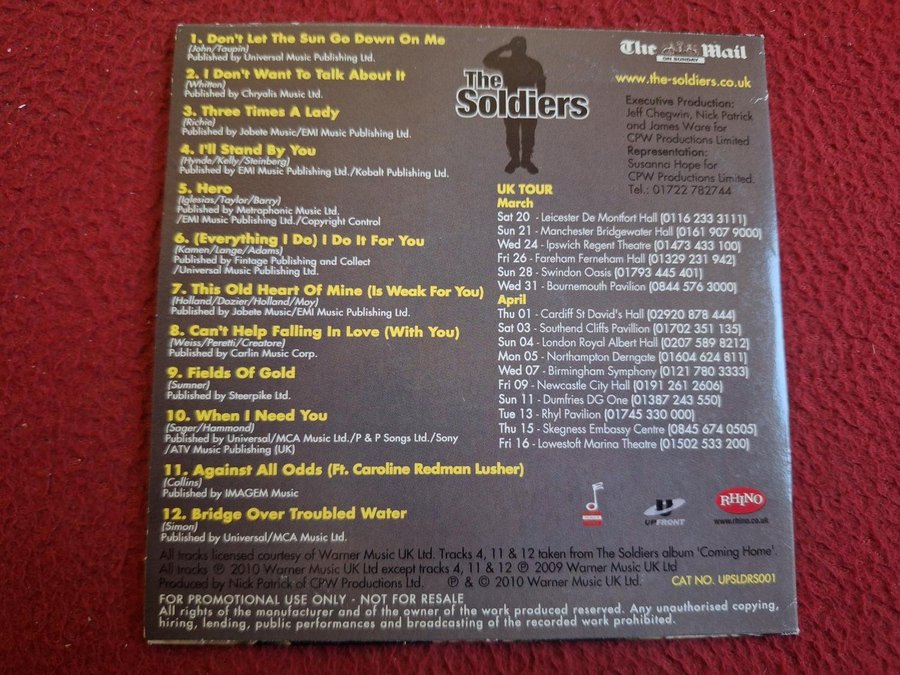 1. Don't Let The Sun Go Down On Me
(John/Taupin)
Published by Universal Music Publishing Ltd.
2. I Don't Want To Talk About It
(Whitten)
Published by Chryalis Music Ltd.
3. Three Times A Lady
(Richie)
Published by Jobete Music/EMI Music Publishing Ltd.
4. I'll Stand By You
(Hynde/Kelly/Steinberg)
Published by EMI Music Publishing Ltd./Kobalt Publishing Ltd.
5. Hero
(Iglesias/Taylor/Barry)
Published by Metrophonic Music Ltd.
/EMI Music Publishing Ltd./Copyright Control
6. (Everything I Do) I Do It For You
(Kamen/Lange/Adams)
Published by Fintage Publishing and Collect
/Universal Music Publishing Ltd.
7. This Old Heart Of Mine (Is Weak For You)
(Holland/Dozier/Holland/Moy)
Published by Jobete Music/EMI Music Publishing Ltd.
8. Can't Help Falling In Love (With You)
(Weiss/Peretti/Creatore)
Published by Carlin Music Corp.
9. Fields Of Gold
(Sumner)
Published by Steerpike Ltd.
10. When I Need You
(Sager/Hammond)
Published by Universal/MCA Music Ltd./P & P Songs Ltd./Sony
/ATV Music Publishing (UK)
11. Against All Odds (Ft. Caroline Redman Lusher)
(Collins)
Published by IMAGEM Music
12. Bridge Over Troubled Water
(Simon)
Published by Universal/MCA Music Ltd.
The
Soldiers
The Mail
ON SUNDAY
www.the-soldiers.co.uk
Executive Production:
Jeff Chegwin, Nick Patrick
and James Ware for
CPW Productions Limited
Representation:
Susanna Hope for
CPW Productions Limited.
Tel.: 01722 782744
UK TOUR
March
Sat 20 - Leicester De Montfort Hall (0116 233 3111)
Sun 21 - Manchester Bridgewater Hall (0161 907 9000)
Wed 24 - Ipswich Regent Theatre (01473 433 100)
Fri 26 - Fareham Ferneham Hall (01329 231 942)
Sun 28 - Swindon Oasis (01793 445 401)
Wed 31 - Bournemouth Pavilion (0844 576 3000)
April
Thu 01 - Cardiff St David's Hall (02920 878 444)
Sat 03 - Southend Cliffs Pavillion (01702 351 135)
Sun 04 - London Royal Albert Hall (0207 589 8212)
Mon 05 - Northampton Derngate (01604 624 811)
Wed 07 - Birmingham Symphony (0121 780 3333)
Fri 09 - Newcastle City Hall (0191 261 2606)
Sun 11 - Dumfries DG One (01387 243 550)
Tue 13 - Rhyl Pavilion (01745 330 000)
Thu 15 - Skegness Embassy Centre (0845 674 0505)
Fri 16 - Lowestoft Marina Theatre (01502 533 200)
UPFRONT
RHINO
www.rhino.co.uk
All tracks licensed courtesy of Warner Music UK Ltd. Tracks 4, 11 & 12 taken from The Soldiers album 'Coming Home'.
All tracks ℗ 2010 Warner Music UK Ltd except tracks 4, 11 & 12 ℗ 2009 Warner Music UK Ltd
Produced by Nick Patrick of CPW Productions Ltd. ℗ & © 2010 Warner Music UK Ltd.
CAT NO. UPSLDRS001
FOR PROMOTIONAL USE ONLY - NOT FOR RESALE
All rights of the manufacturer and of the owner of the work produced reserved. Any unauthorised copying,
hiring, lending, public performances and broadcasting of the recorded work prohibited.